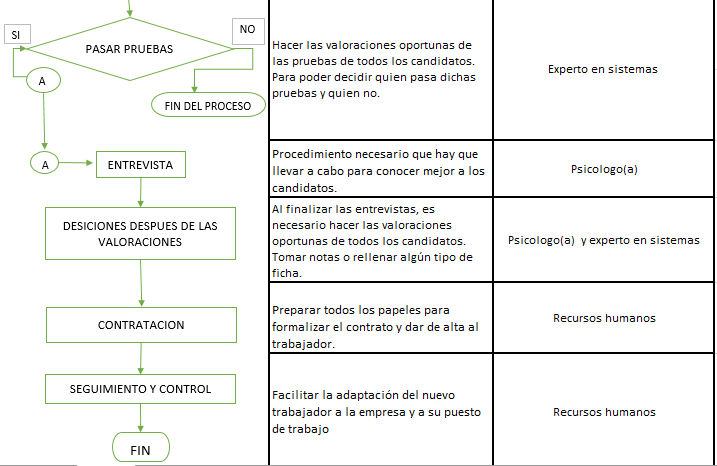 SI
NO
PASAR PRUEBAS
A
FIN DEL PROCESO
Hacer las valoraciones oportunas de
las pruebas de todos los candidatos.
Para poder decidir quien pasa dichas
pruebas y quien no.
Experto en sistemas
A
ENTREVISTA
Procedimiento necesario que hay que
llevar a cabo para conocer mejor a los
candidatos.
Psicologo(a)
DESICIONES DESPUES DE LAS
VALORACIONES
Al finalizar las entrevistas, es
necesario hacer las valoraciones
oportunas de todos los candidatos.
Tomar notas o rellenar algún tipo de
ficha.
Psicologo(a) y experto en sistemas
CONTRATACION
Preparar todos los papeles para
formalizar el contrato y dar de alta al
trabajador.
Recursos humanos
SEGUIMIENTO Y CONTROL
Facilitar la adaptación del nuevo
trabajador a la empresa y a su puesto
de trabajo
Recursos humanos
FIN